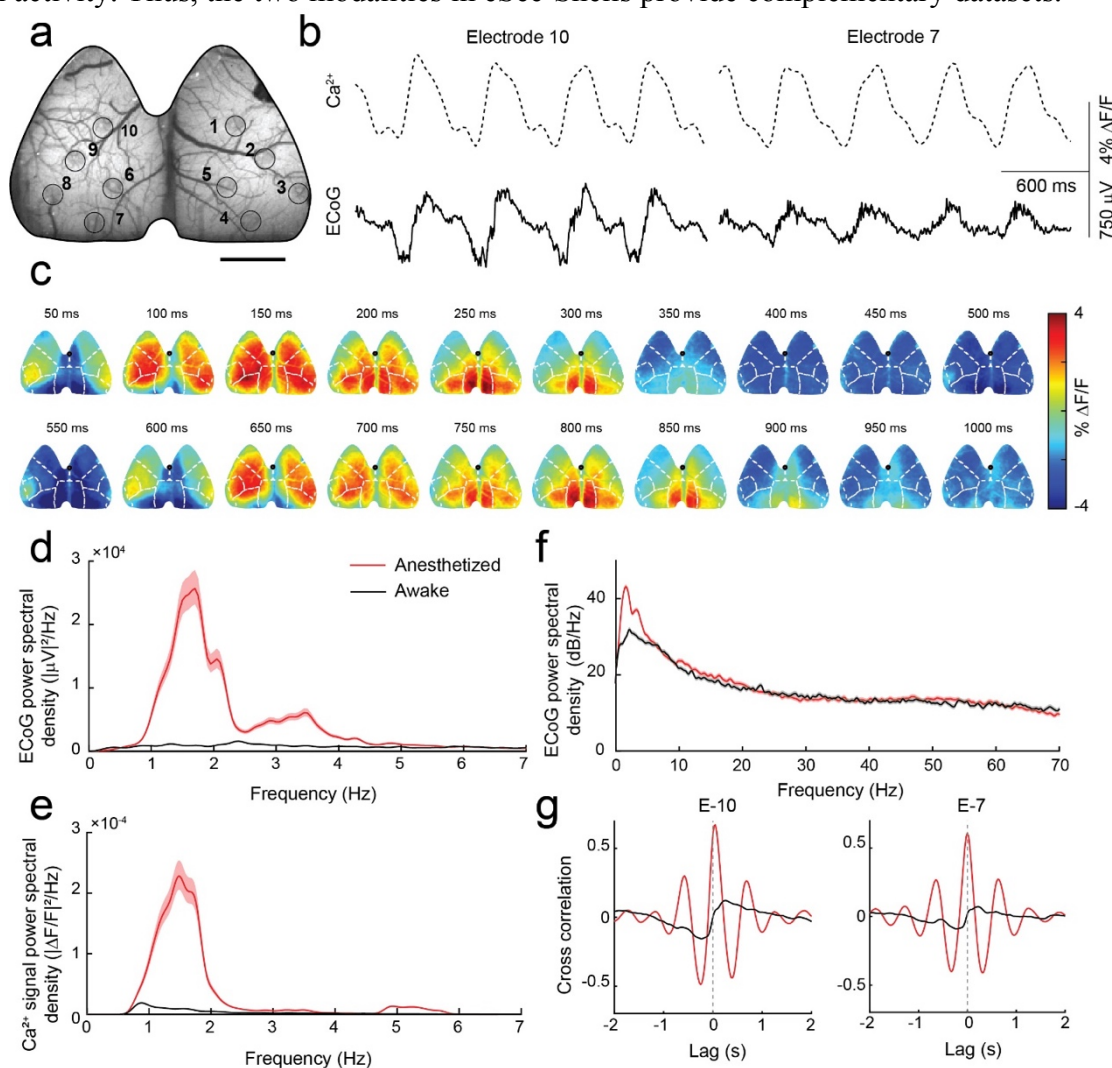 activity. Thus, the two modalities in eSee-Shells provide complementary datasets.
a
10
1
9
2
8
6
5
3
7
4
b
Electrode 10
Electrode 7
Ca²⁺
ECoG
600 ms
750 µV 4% ΔF/F
c
50 ms 100 ms 150 ms 200 ms 250 ms 300 ms 350 ms 400 ms 450 ms 500 ms
550 ms 600 ms 650 ms 700 ms 750 ms 800 ms 850 ms 900 ms 950 ms 1000 ms
4
% ΔF/F
-4
d
×10⁴
3
2
1
0
ECoG power spectral
density (|µV|²/Hz)
0 1 2 3 4 5 6 7
Frequency (Hz)
Anesthetized
Awake
f
40
20
0
ECoG power spectral
density (dB/Hz)
0 10 20 30 40 50 60 70
Frequency (Hz)
e
×10⁻⁴
3
2
1
0
Ca²⁺ signal power spectral
density (|ΔF/F|²/Hz)
0 1 2 3 4 5 6 7
Frequency (Hz)
g
E-10
E-7
Cross correlation
0.5
0
-0.5
-2 -1 0 1 2
Lag (s)
0.5
0
-0.5
-2 -1 0 1 2
Lag (s)